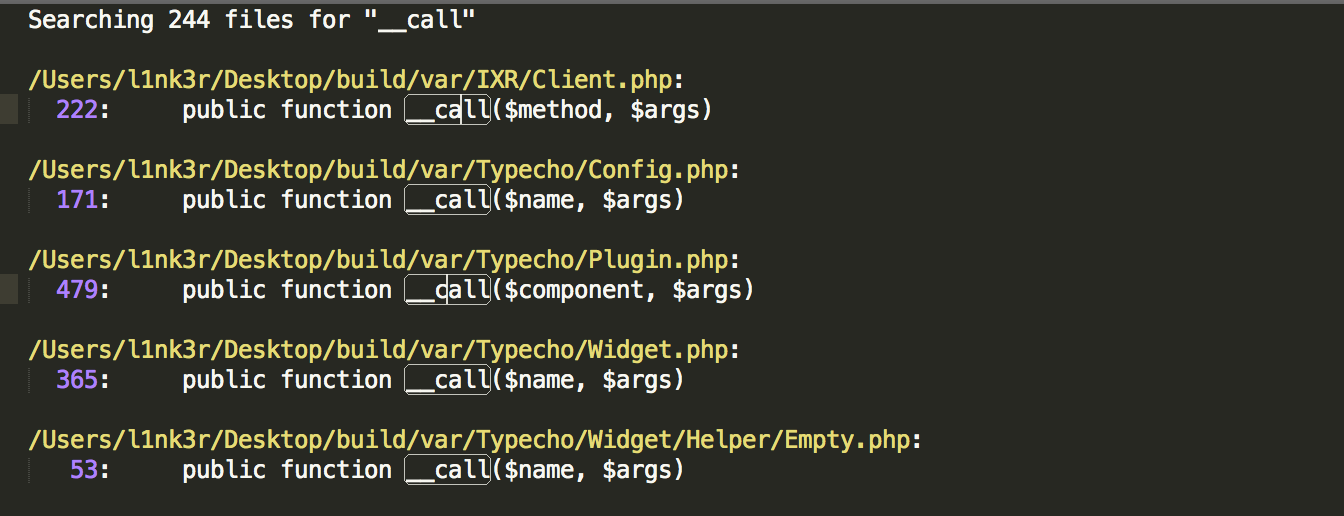 Searching 244 files for "__call"
/Users/l1nk3r/Desktop/build/var/IXR/Client.php:
222: public function __call($method, $args)
/Users/l1nk3r/Desktop/build/var/Typecho/Config.php:
171: public function __call($name, $args)
/Users/l1nk3r/Desktop/build/var/Typecho/Plugin.php:
479: public function __call($component, $args)
/Users/l1nk3r/Desktop/build/var/Typecho/Widget.php:
365: public function __call($name, $args)
/Users/l1nk3r/Desktop/build/var/Typecho/Widget/Helper/Empty.php:
53: public function __call($name, $args)